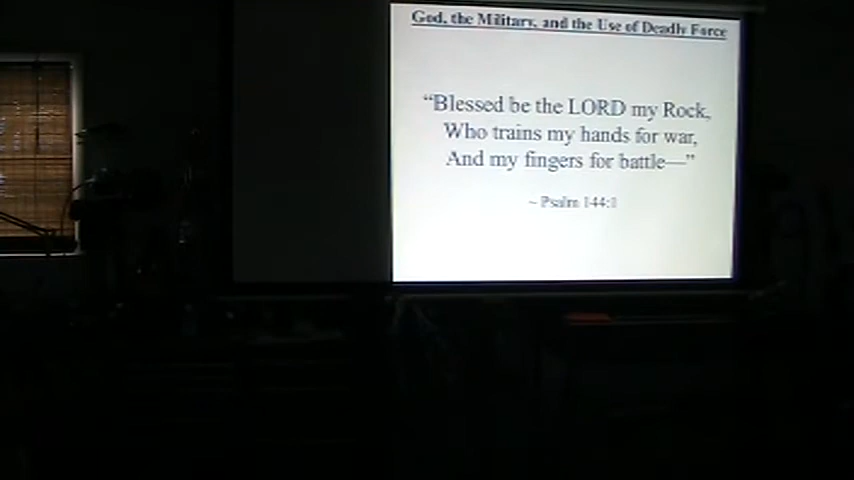 God, the Military, and the Use of Deadly Force
“Blessed be the LORD my Rock,
Who trains my hands for war,
And my fingers for battle—”
~ Psalm 144:1